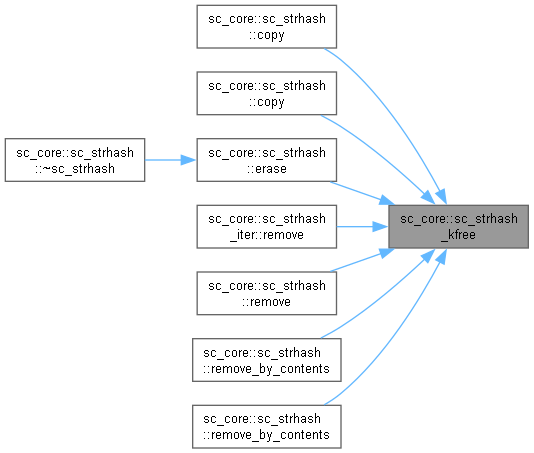 sc_core::sc_strhash
::copy
sc_core::sc_strhash
::copy
sc_core::sc_strhash
::~sc_strhash
sc_core::sc_strhash
::erase
sc_core::sc_strhash
_iter::remove
sc_core::sc_strhash
_kfree
sc_core::sc_strhash
::remove
sc_core::sc_strhash
::remove_by_contents
sc_core::sc_strhash
::remove_by_contents